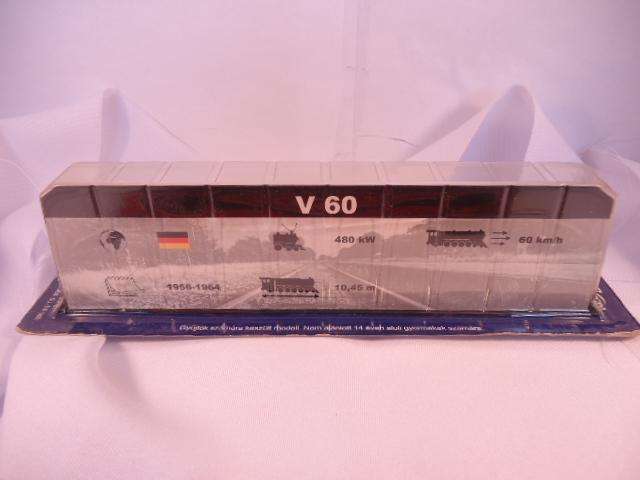 V 60
480 kW
60 km/h
1956-1964
10,45 m
Gyűjtők számára készült modell. Nem ajánlott 14 éven aluli gyermekek számára.